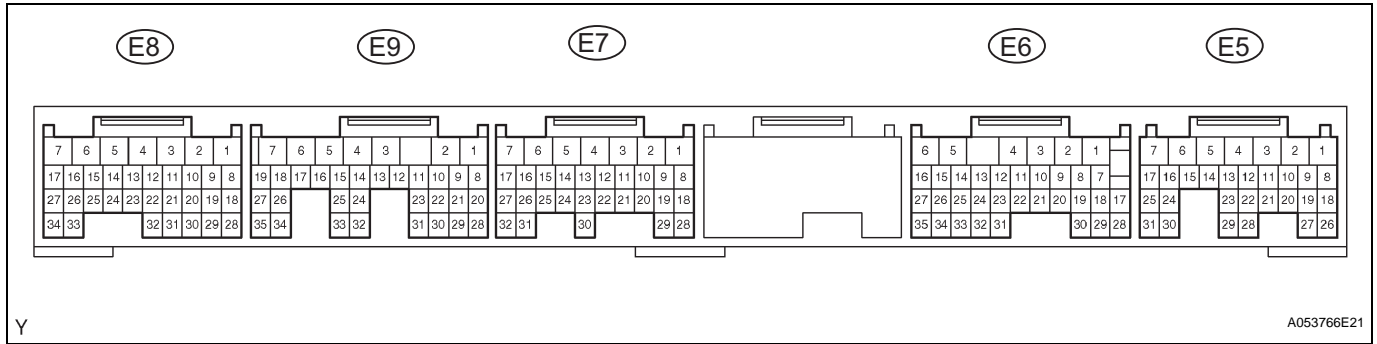 E8 E9 E7 E6 E5
7 6 5 4 3 2 1 7 6 5 4 3 2 1 7 6 5 4 3 2 1 6 5 4 3 2 1 7 6 5 4 3 2 1
17 16 15 14 13 12 11 10 9 8 19 18 17 16 15 14 13 12 11 10 9 8 17 16 15 14 13 12 11 10 9 8 16 15 14 13 12 11 10 9 8 7 17 16 15 14 13 12 11 10 9 8
27 26 25 24 23 22 21 20 19 18 27 26 25 24 23 22 21 20 27 26 25 24 23 22 21 20 19 18 27 26 25 24 23 22 21 20 19 18 17 25 24 23 22 21 20 19 18
34 33 32 31 30 29 28 35 34 33 32 31 30 29 28 32 31 30 29 28 35 34 33 32 31 30 29 28 31 30 29 28 27 26
Y A053766E21